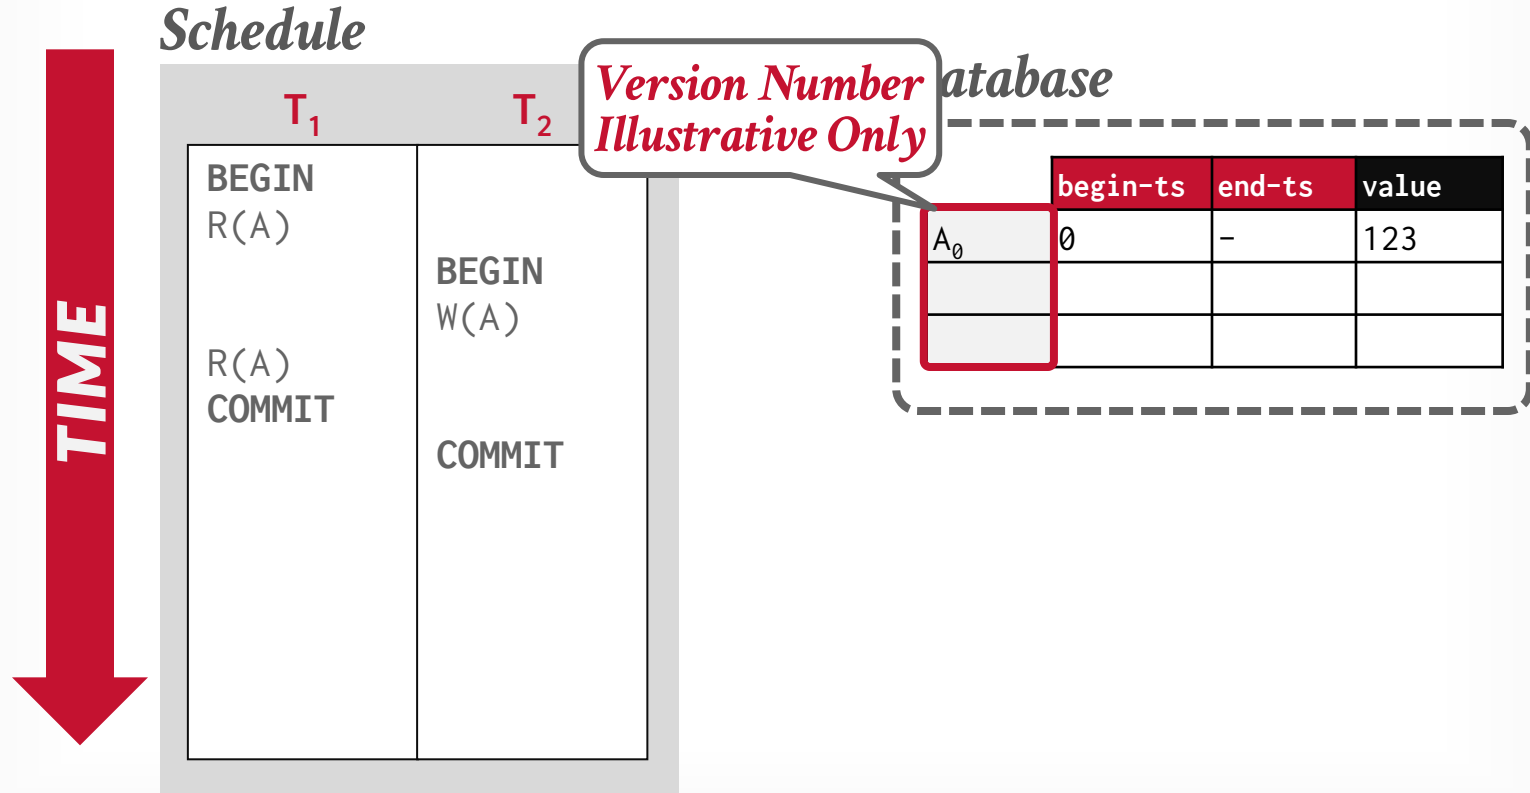 Schedule
T₁ T₂
BEGIN
R(A)
BEGIN
W(A)
R(A)
COMMIT
COMMIT
TIME
Version Number
Illustrative Only
atabase
begin-ts end-ts value
A₀ 0 – 123